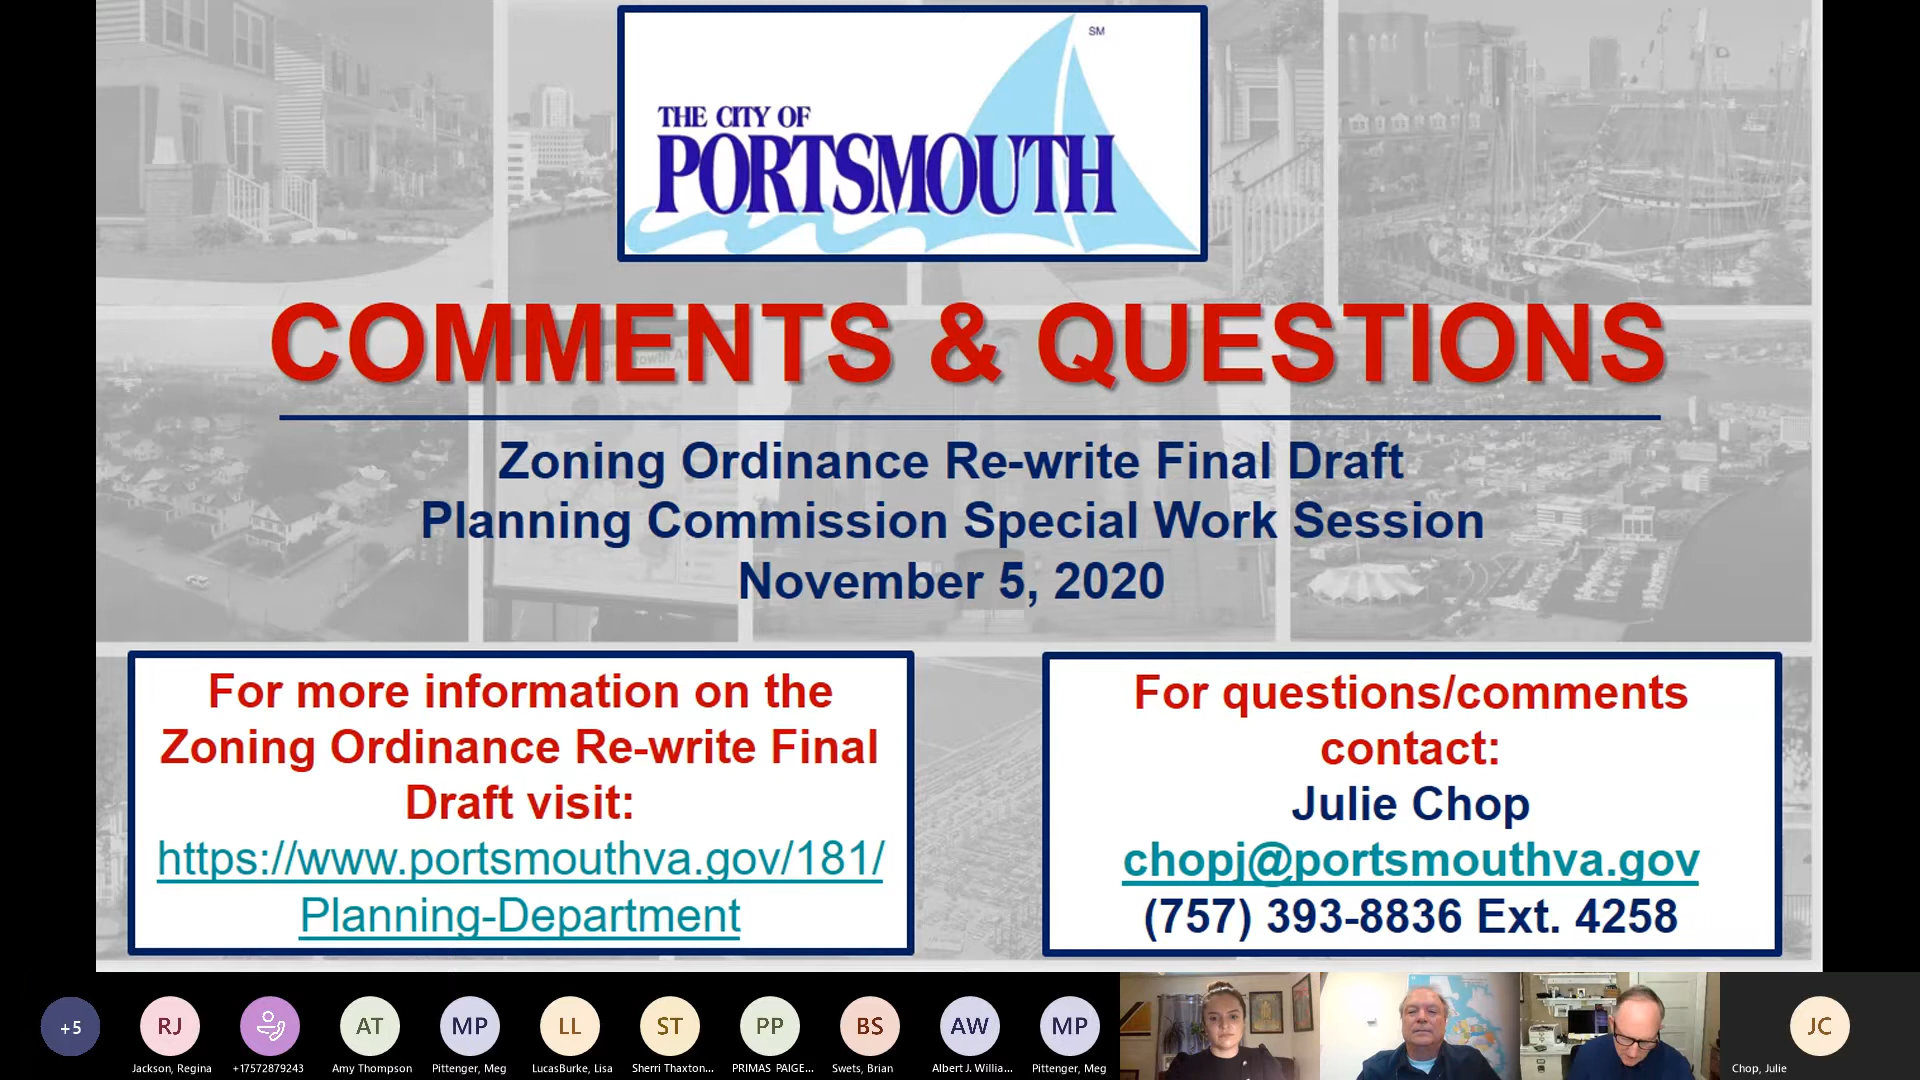 SM
THE CITY OF
PORTSMOUTH
COMMENTS & QUESTIONS
Zoning Ordinance Re-write Final Draft
Planning Commission Special Work Session
November 5, 2020
For more information on the
Zoning Ordinance Re-write Final
Draft visit:
https://www.portsmouthva.gov/181/
Planning-Department
For questions/comments
contact:
Julie Chop
chopj@portsmouthva.gov
(757) 393-8836 Ext. 4258
+5
RJ
AT
MP
LL
ST
PP
BS
AW
MP
JC
Jackson, Regina
+17572879243
Amy Thompson
Pittenger, Meg
LucasBurke, Lisa
Sherri Thaxton...
PRIMAS PAIGE...
Swets, Brian
Albert J. Willia...
Pittenger, Meg
Chop, Julie